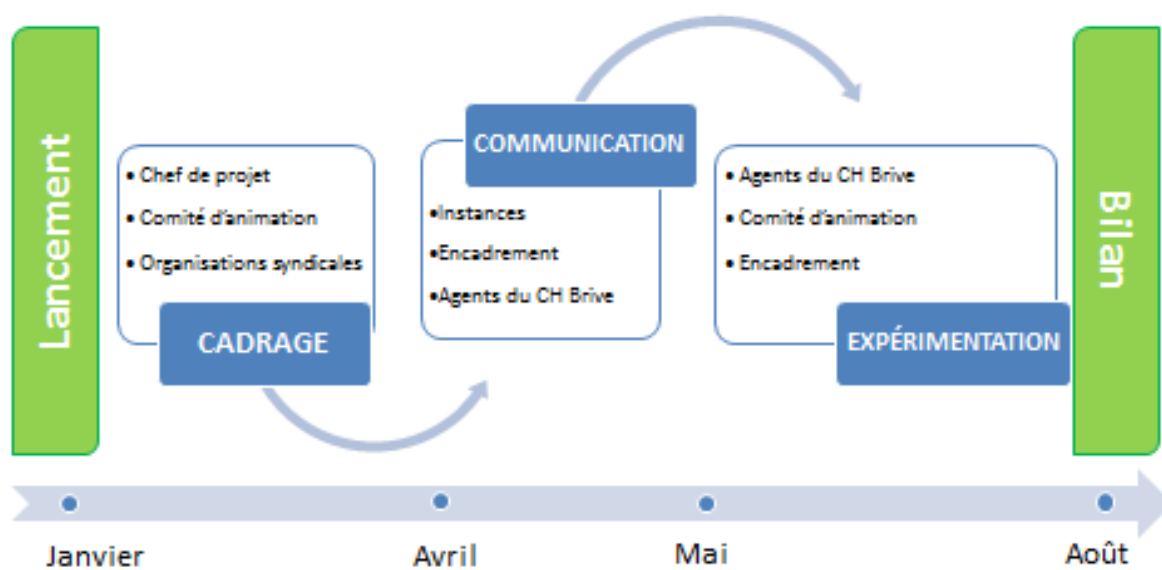 Lancement
• Chef de projet
• Comité d'animation
• Organisations syndicales
CADRAGE
COMMUNICATION
•Instances
•Encadrement
•Agents du CH Brive
• Agents du CH Brive
• Comité d'animation
• Encadrement
EXPÉRIMENTATION
Bilan
Janvier
Avril
Mai
Août